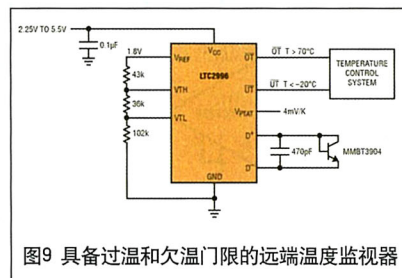 2.25V TO 5.5V
0.1μF
1.8V
43k
36k
102k
VREF
VTH
VTL
VCC
LTC2996
GND
OT
UT
VPTAT
D+
D−
OT T > 70°C
UT T < −20°C
4mV/K
470pF
MMBT3904
TEMPERATURE
CONTROL
SYSTEM
图9 具备过温和欠温门限的远端温度监视器